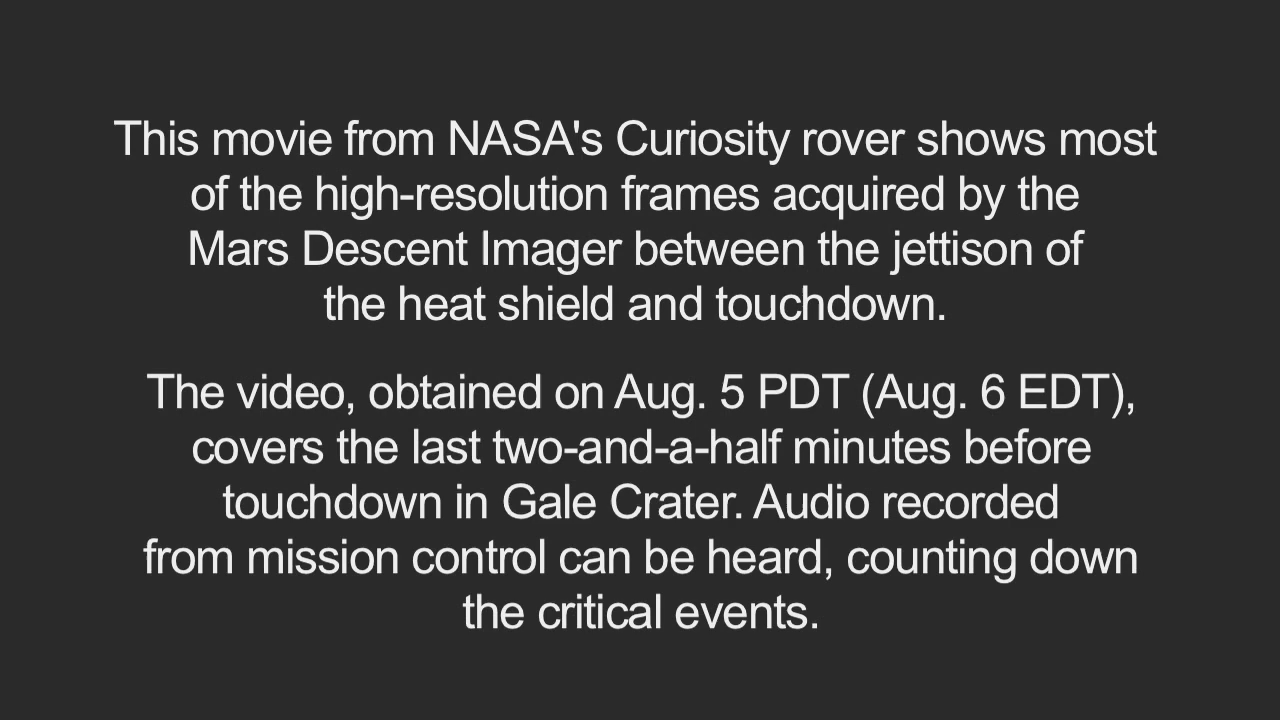 This movie from NASA's Curiosity rover shows most
of the high-resolution frames acquired by the
Mars Descent Imager between the jettison of
the heat shield and touchdown.
The video, obtained on Aug. 5 PDT (Aug. 6 EDT),
covers the last two-and-a-half minutes before
touchdown in Gale Crater. Audio recorded
from mission control can be heard, counting down
the critical events.